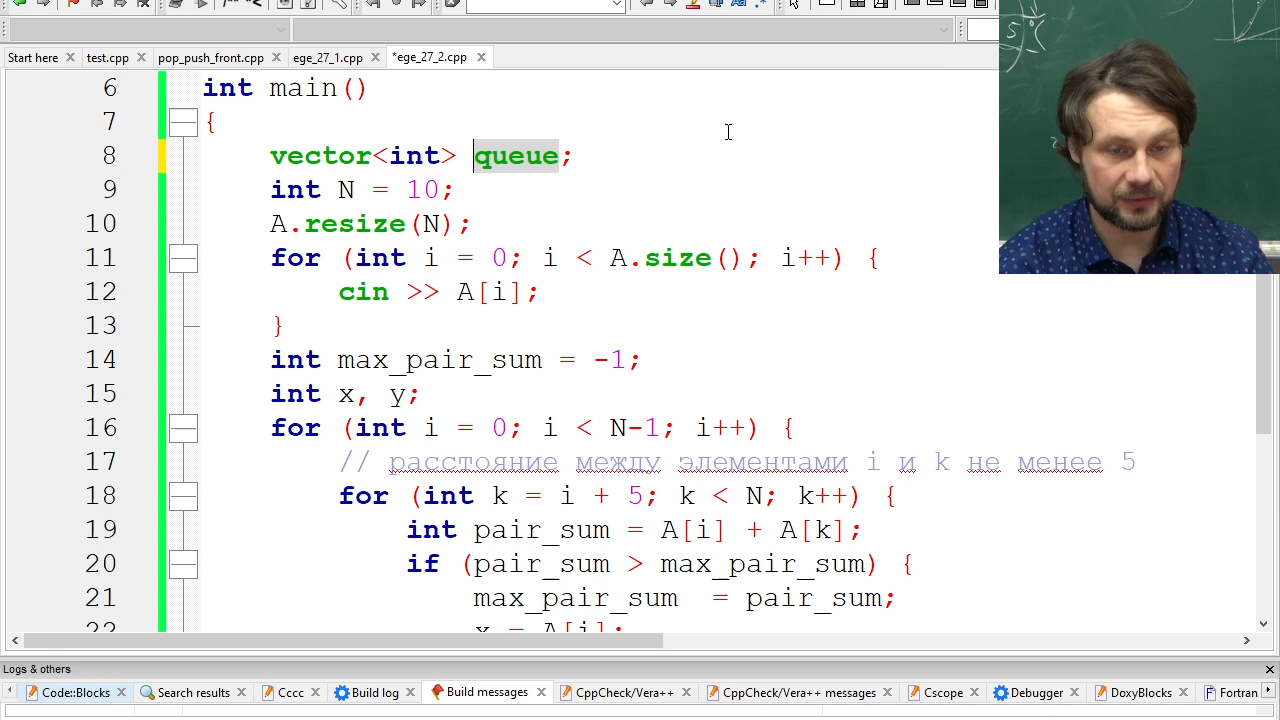 Start here test.cpp pop_push_front.cpp ege_27_1.cpp *ege_27_2.cpp
6 int main()
7 {
8 vector<int> queue;
9 int N = 10;
10 A.resize(N);
11 for (int i = 0; i < A.size(); i++) {
12 cin >> A[i];
13 }
14 int max_pair_sum = -1;
15 int x, y;
16 for (int i = 0; i < N-1; i++) {
17 // расстояние между элементами i и k не менее 5
18 for (int k = i + 5; k < N; k++) {
19 int pair_sum = A[i] + A[k];
20 if (pair_sum > max_pair_sum) {
21 max_pair_sum = pair_sum;
22 x = A[i];
Logs & others
Code::Blocks Search results Ccc Build log Build messages CppCheck/Vera++ CppCheck/Vera++ messages Cscope Debugger DoxyBlocks Fortran